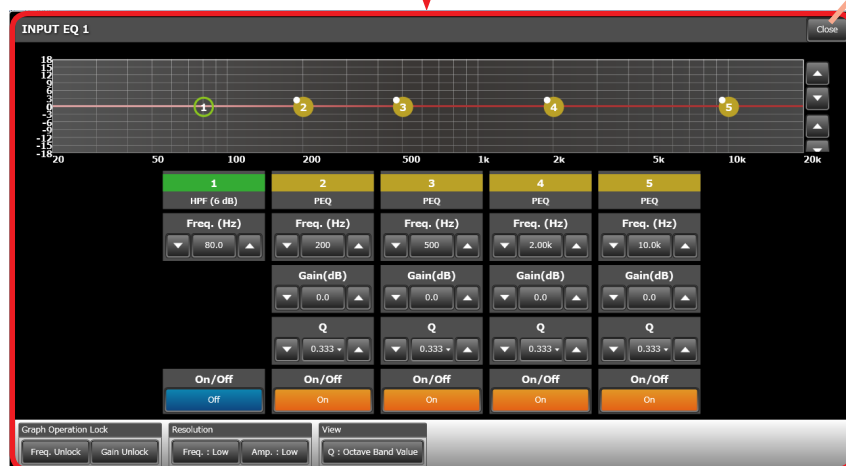 INPUT EQ 1 Close
18
15
12
9
6
3
0
-3
-6
-9
-12
-15
-18
1 2 3 4 5
20 50 100 200 500 1k 2k 5k 10k 20k
1 2 3 4 5
HPF (6 dB) PEQ PEQ PEQ PEQ
Freq. (Hz) Freq. (Hz) Freq. (Hz) Freq. (Hz) Freq. (Hz)
80.0 200 500 2.00k 10.0k
Gain(dB) Gain(dB) Gain(dB) Gain(dB)
0.0 0.0 0.0 0.0
Q Q Q Q
0.333 0.333 0.333 0.333
On/Off On/Off On/Off On/Off On/Off
Off On On On On
Graph Operation Lock Resolution View
Freq. Unlock Gain Unlock Freq. : Low Amp. : Low Q : Octave Band Value